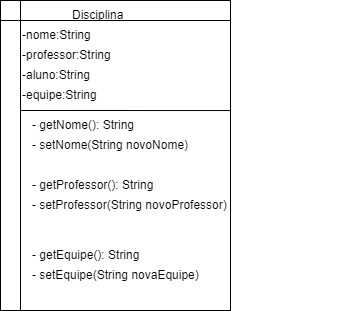 Disciplina
-nome:String
-professor:String
-aluno:String
-equipe:String
- getNome(): String
- setNome(String novoNome)
- getProfessor(): String
- setProfessor(String novoProfessor)
- getEquipe(): String
- setEquipe(String novaEquipe)